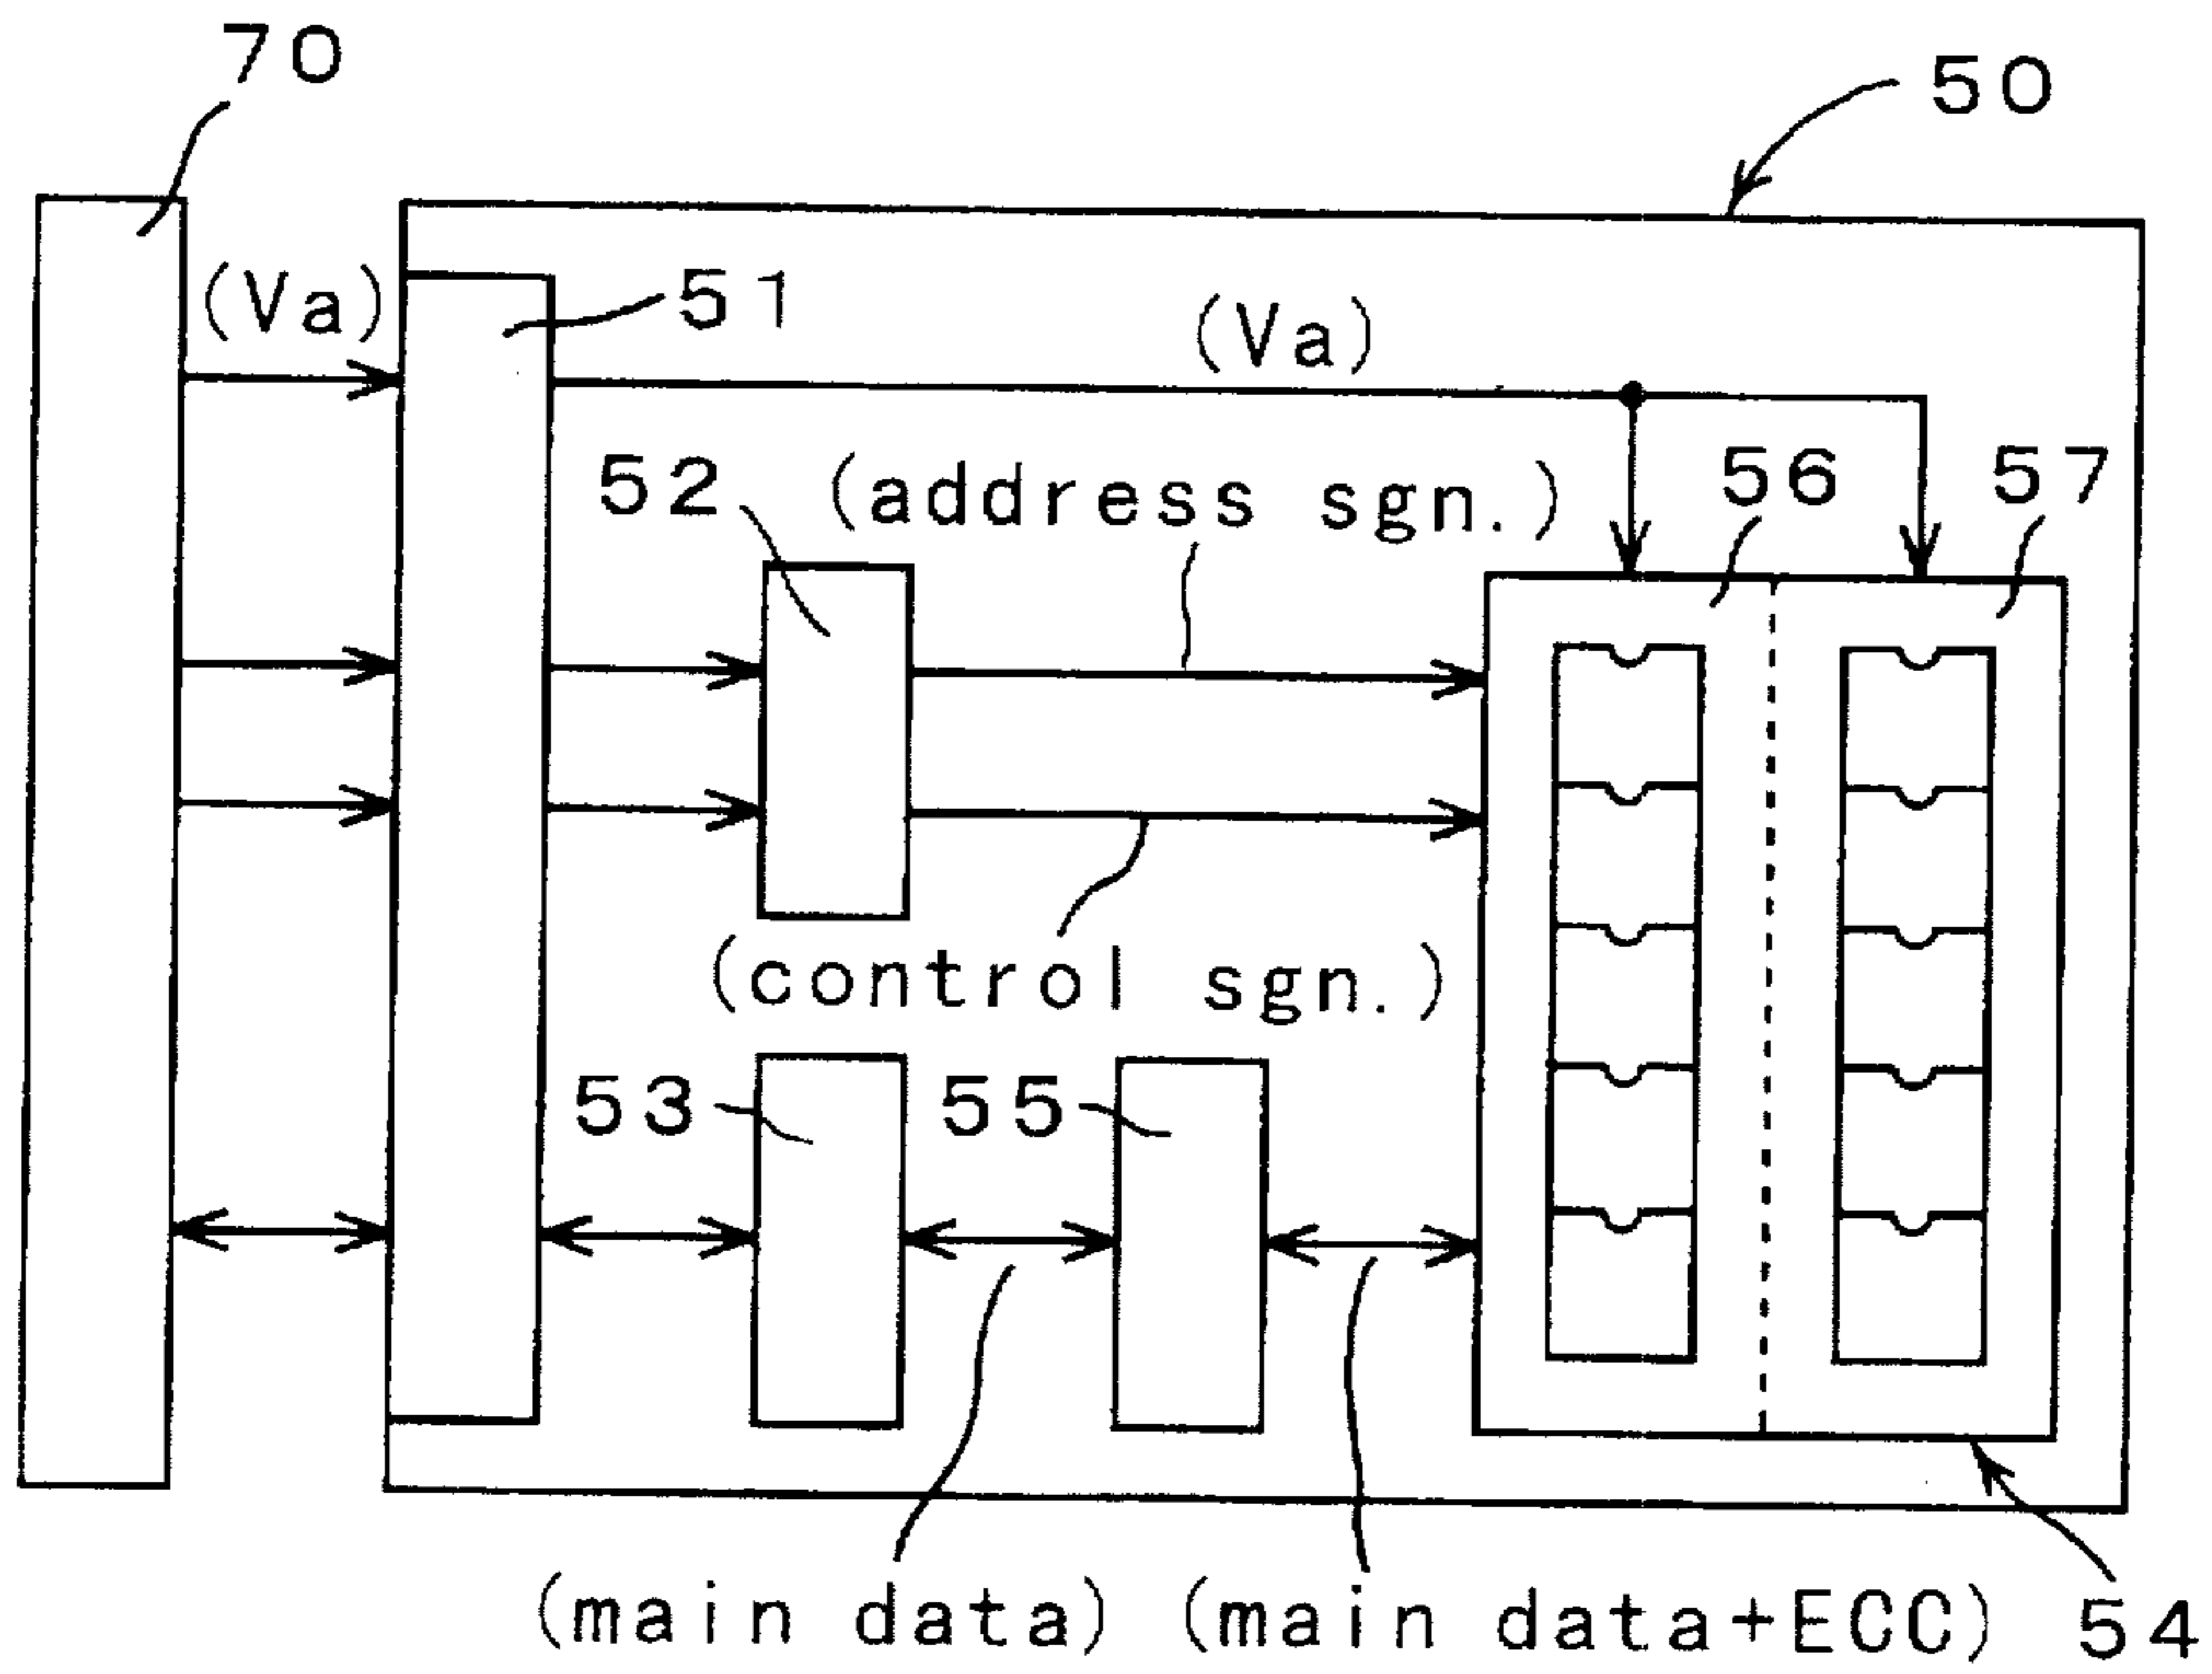 70
50
(Va)
51
(Va)
52
(address sgn.)
56
57
(control sgn.)
53
55
(main data)
(main data+ECC)
54